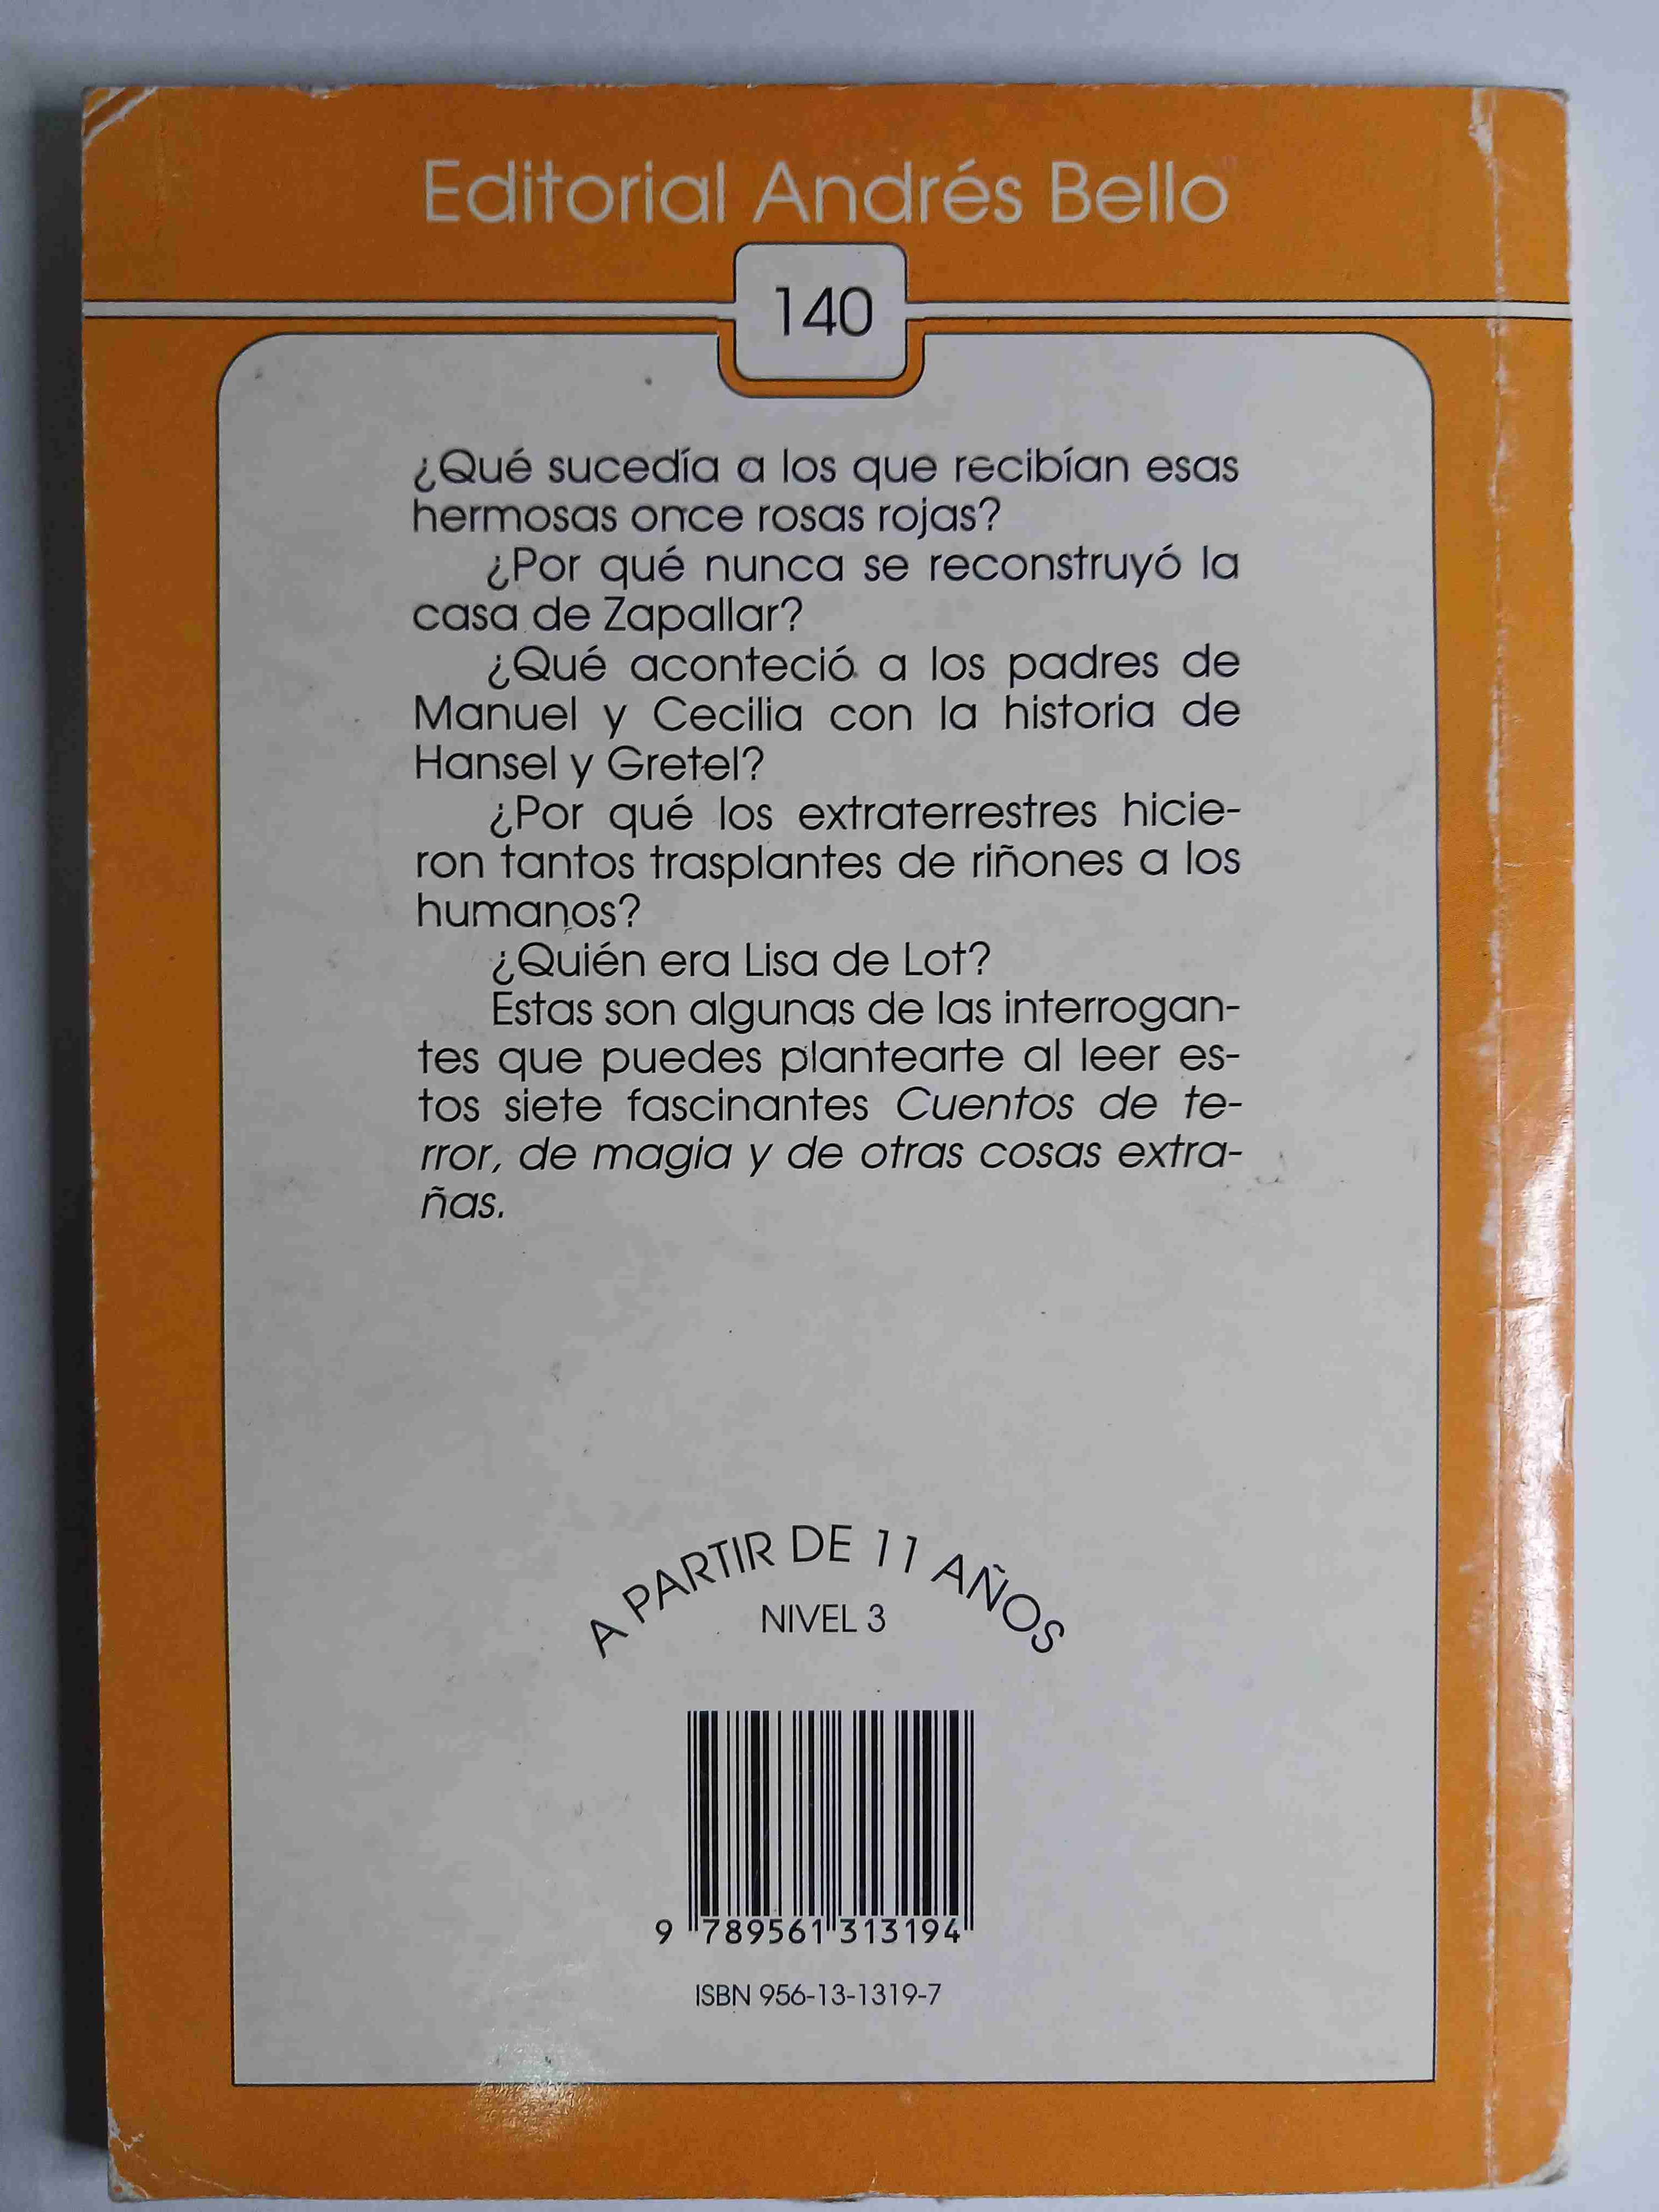 Editorial Andrés Bello
140
¿Qué sucedía a los que recibían esas
hermosas once rosas rojas?
¿Por qué nunca se reconstruyó la
casa de Zapallar?
¿Qué aconteció a los padres de
Manuel y Cecilia con la historia de
Hansel y Gretel?
¿Por qué los extraterrestres hicie-
ron tantos trasplantes de riñones a los
humanos?
¿Quién era Lisa de Lot?
Estas son algunas de las interrogan-
tes que puedes plantearte al leer es-
tos siete fascinantes Cuentos de te-
rror, de magia y de otras cosas extra-
ñas.
A PARTIR DE 11 AÑOS
NIVEL 3
9 789561 313194
ISBN 956-13-1319-7